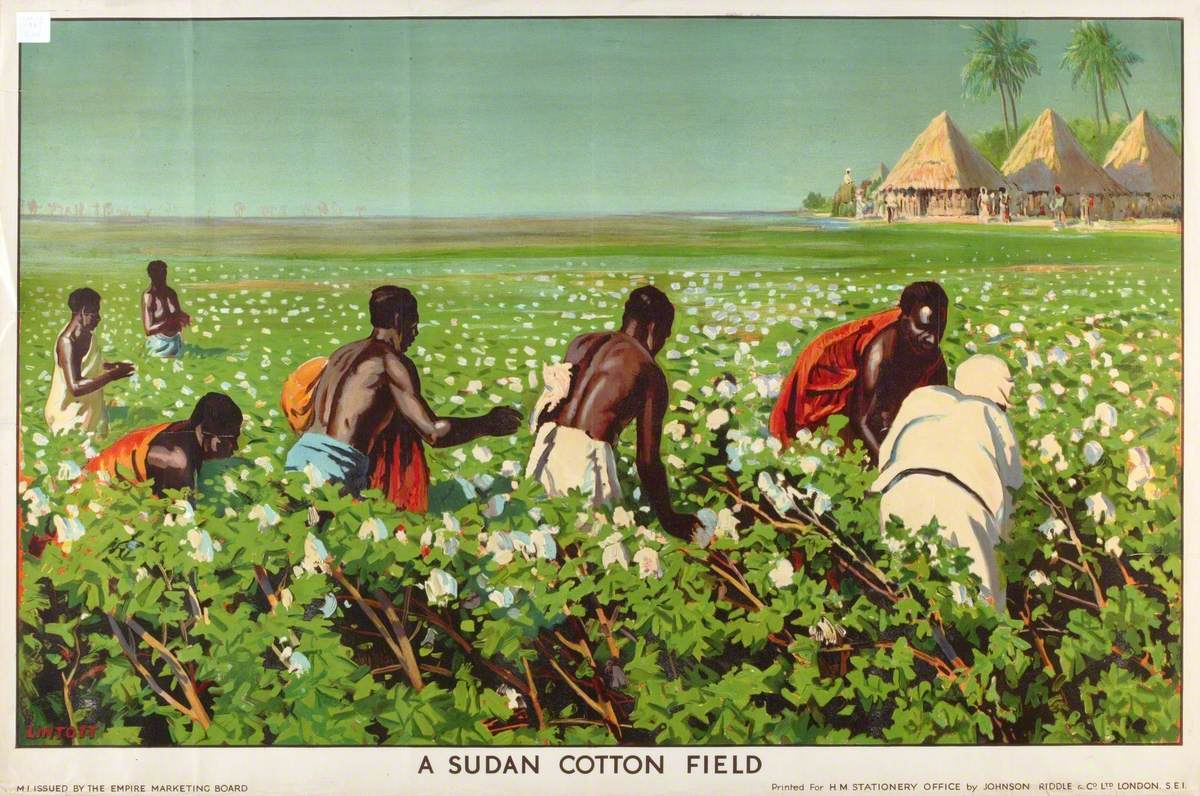 LINTOTT
A SUDAN COTTON FIELD
M.I. ISSUED BY THE EMPIRE MARKETING BOARD
Printed For H.M. STATIONERY OFFICE by JOHNSON RIDDLE & CO LTD LONDON. S.E.1.